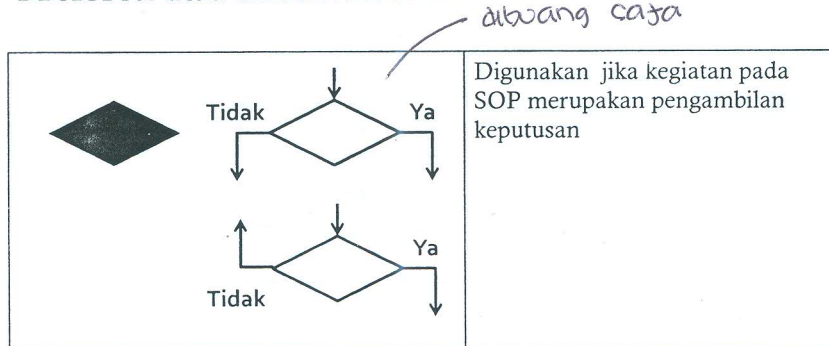 dibuang saja
Digunakan jika kegiatan pada
SOP merupakan pengambilan
keputusan
Tidak
Ya
Ya
Tidak